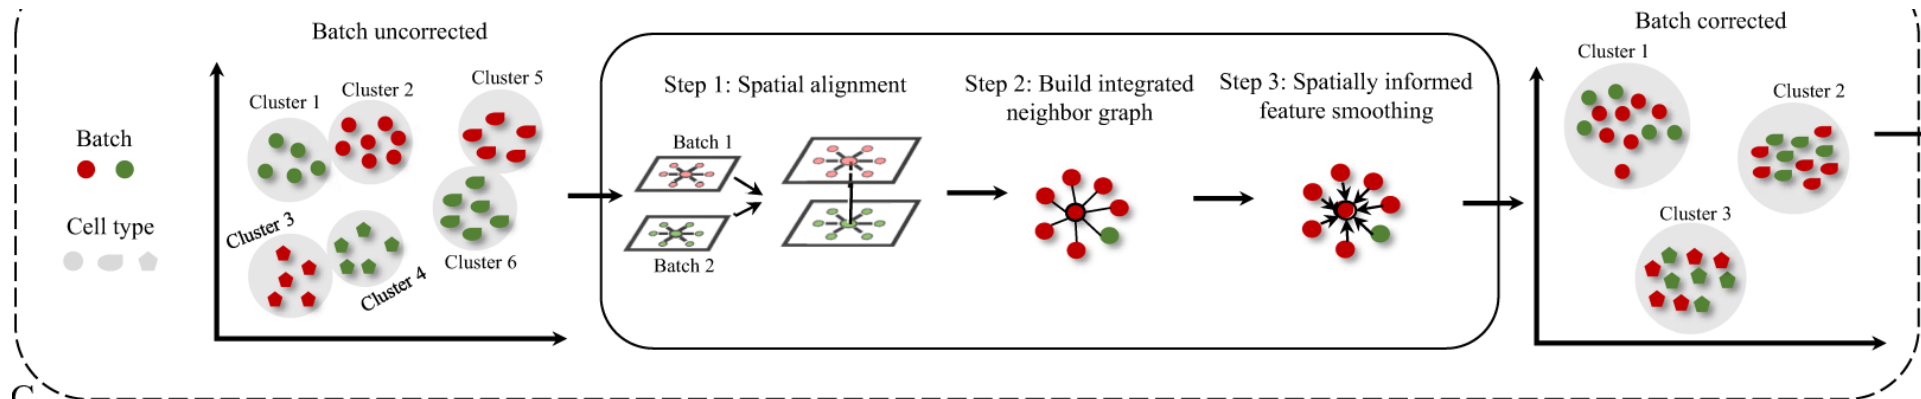 Batch uncorrected
Batch corrected
Batch
Cell type
Cluster 1
Cluster 2
Cluster 5
Cluster 3
Cluster 4
Cluster 6
Step 1: Spatial alignment
Batch 1
Batch 2
Step 2: Build integrated
neighbor graph
Step 3: Spatially informed
feature smoothing
Cluster 1
Cluster 2
Cluster 3